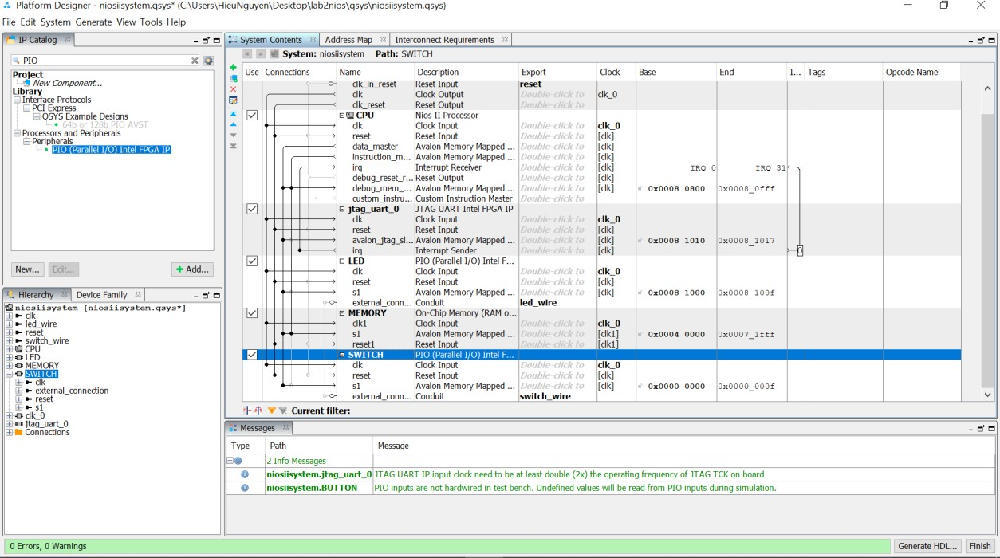 Platform Designer - niosiisystem.qsys* (C:\Users\HieuNguyen\Desktop\lab2nios\qsys\niosiisystem.qsys)
File Edit System Generate View Tools Help
IP Catalog
PIO
Project
New Component...
Library
Interface Protocols
PCI Express
QSYS Example Designs
64b or 128b PIO AVST
Processors and Peripherals
Peripherals
PIO (Parallel I/O) Intel FPGA IP
New... Edit... Add...
Hierarchy Device Family
niosiisystem [niosiisystem.qsys*]
clk
led_wire
reset
switch_wire
CPU
LED
MEMORY
SWITCH
clk
external_connection
reset
s1
clk_0
jtag_uart_0
Connections
System Contents Address Map Interconnect Requirements
System: niosiisystem Path: SWITCH
Use Connections Name Description Export Clock Base End I... Tags Opcode Name
clk_in_reset Reset Input reset
clk Clock Output Double-click to clk_0
clk_reset Reset Output Double-click to
CPU Nios II Processor
clk Clock Input Double-click to clk_0
reset Reset Input Double-click to [clk]
data_master Avalon Memory Mapped ... Double-click to [clk]
instruction_m... Avalon Memory Mapped ... Double-click to [clk]
irq Interrupt Receiver Double-click to [clk] IRQ 0 IRQ 31
debug_reset_r... Reset Output Double-click to [clk]
debug_mem_... Avalon Memory Mapped ... Double-click to [clk] 0x0008 0800 0x0008_0fff
custom_instru... Custom Instruction Master Double-click to
jtag_uart_0 JTAG UART Intel FPGA IP
clk Clock Input Double-click to clk_0
reset Reset Input Double-click to [clk]
avalon_jtag_sl... Avalon Memory Mapped ... Double-click to [clk] 0x0008 1010 0x0008_1017
irq Interrupt Sender Double-click to [clk] 0
LED PIO (Parallel I/O) Intel F...
clk Clock Input Double-click to clk_0
reset Reset Input Double-click to [clk]
s1 Avalon Memory Mapped ... Double-click to [clk] 0x0008 1000 0x0008_100f
external_conn... Conduit led_wire
MEMORY On-Chip Memory (RAM o...
clk1 Clock Input Double-click to clk_0
s1 Avalon Memory Mapped ... Double-click to [clk1] 0x0004 0000 0x0007_1fff
reset1 Reset Input Double-click to [clk1]
SWITCH PIO (Parallel I/O) Intel F...
clk Clock Input Double-click to clk_0
reset Reset Input Double-click to [clk]
s1 Avalon Memory Mapped ... Double-click to [clk] 0x0000 0000 0x0000_000f
external_conn... Conduit switch_wire
Current filter:
Messages
Type Path Message
2 Info Messages
niosiisystem.jtag_uart_0 JTAG UART IP input clock need to be at least double (2x) the operating frequency of JTAG TCK on board
niosiisystem.BUTTON PIO inputs are not hardwired in test bench. Undefined values will be read from PIO inputs during simulation.
0 Errors, 0 Warnings
Generate HDL... Finish